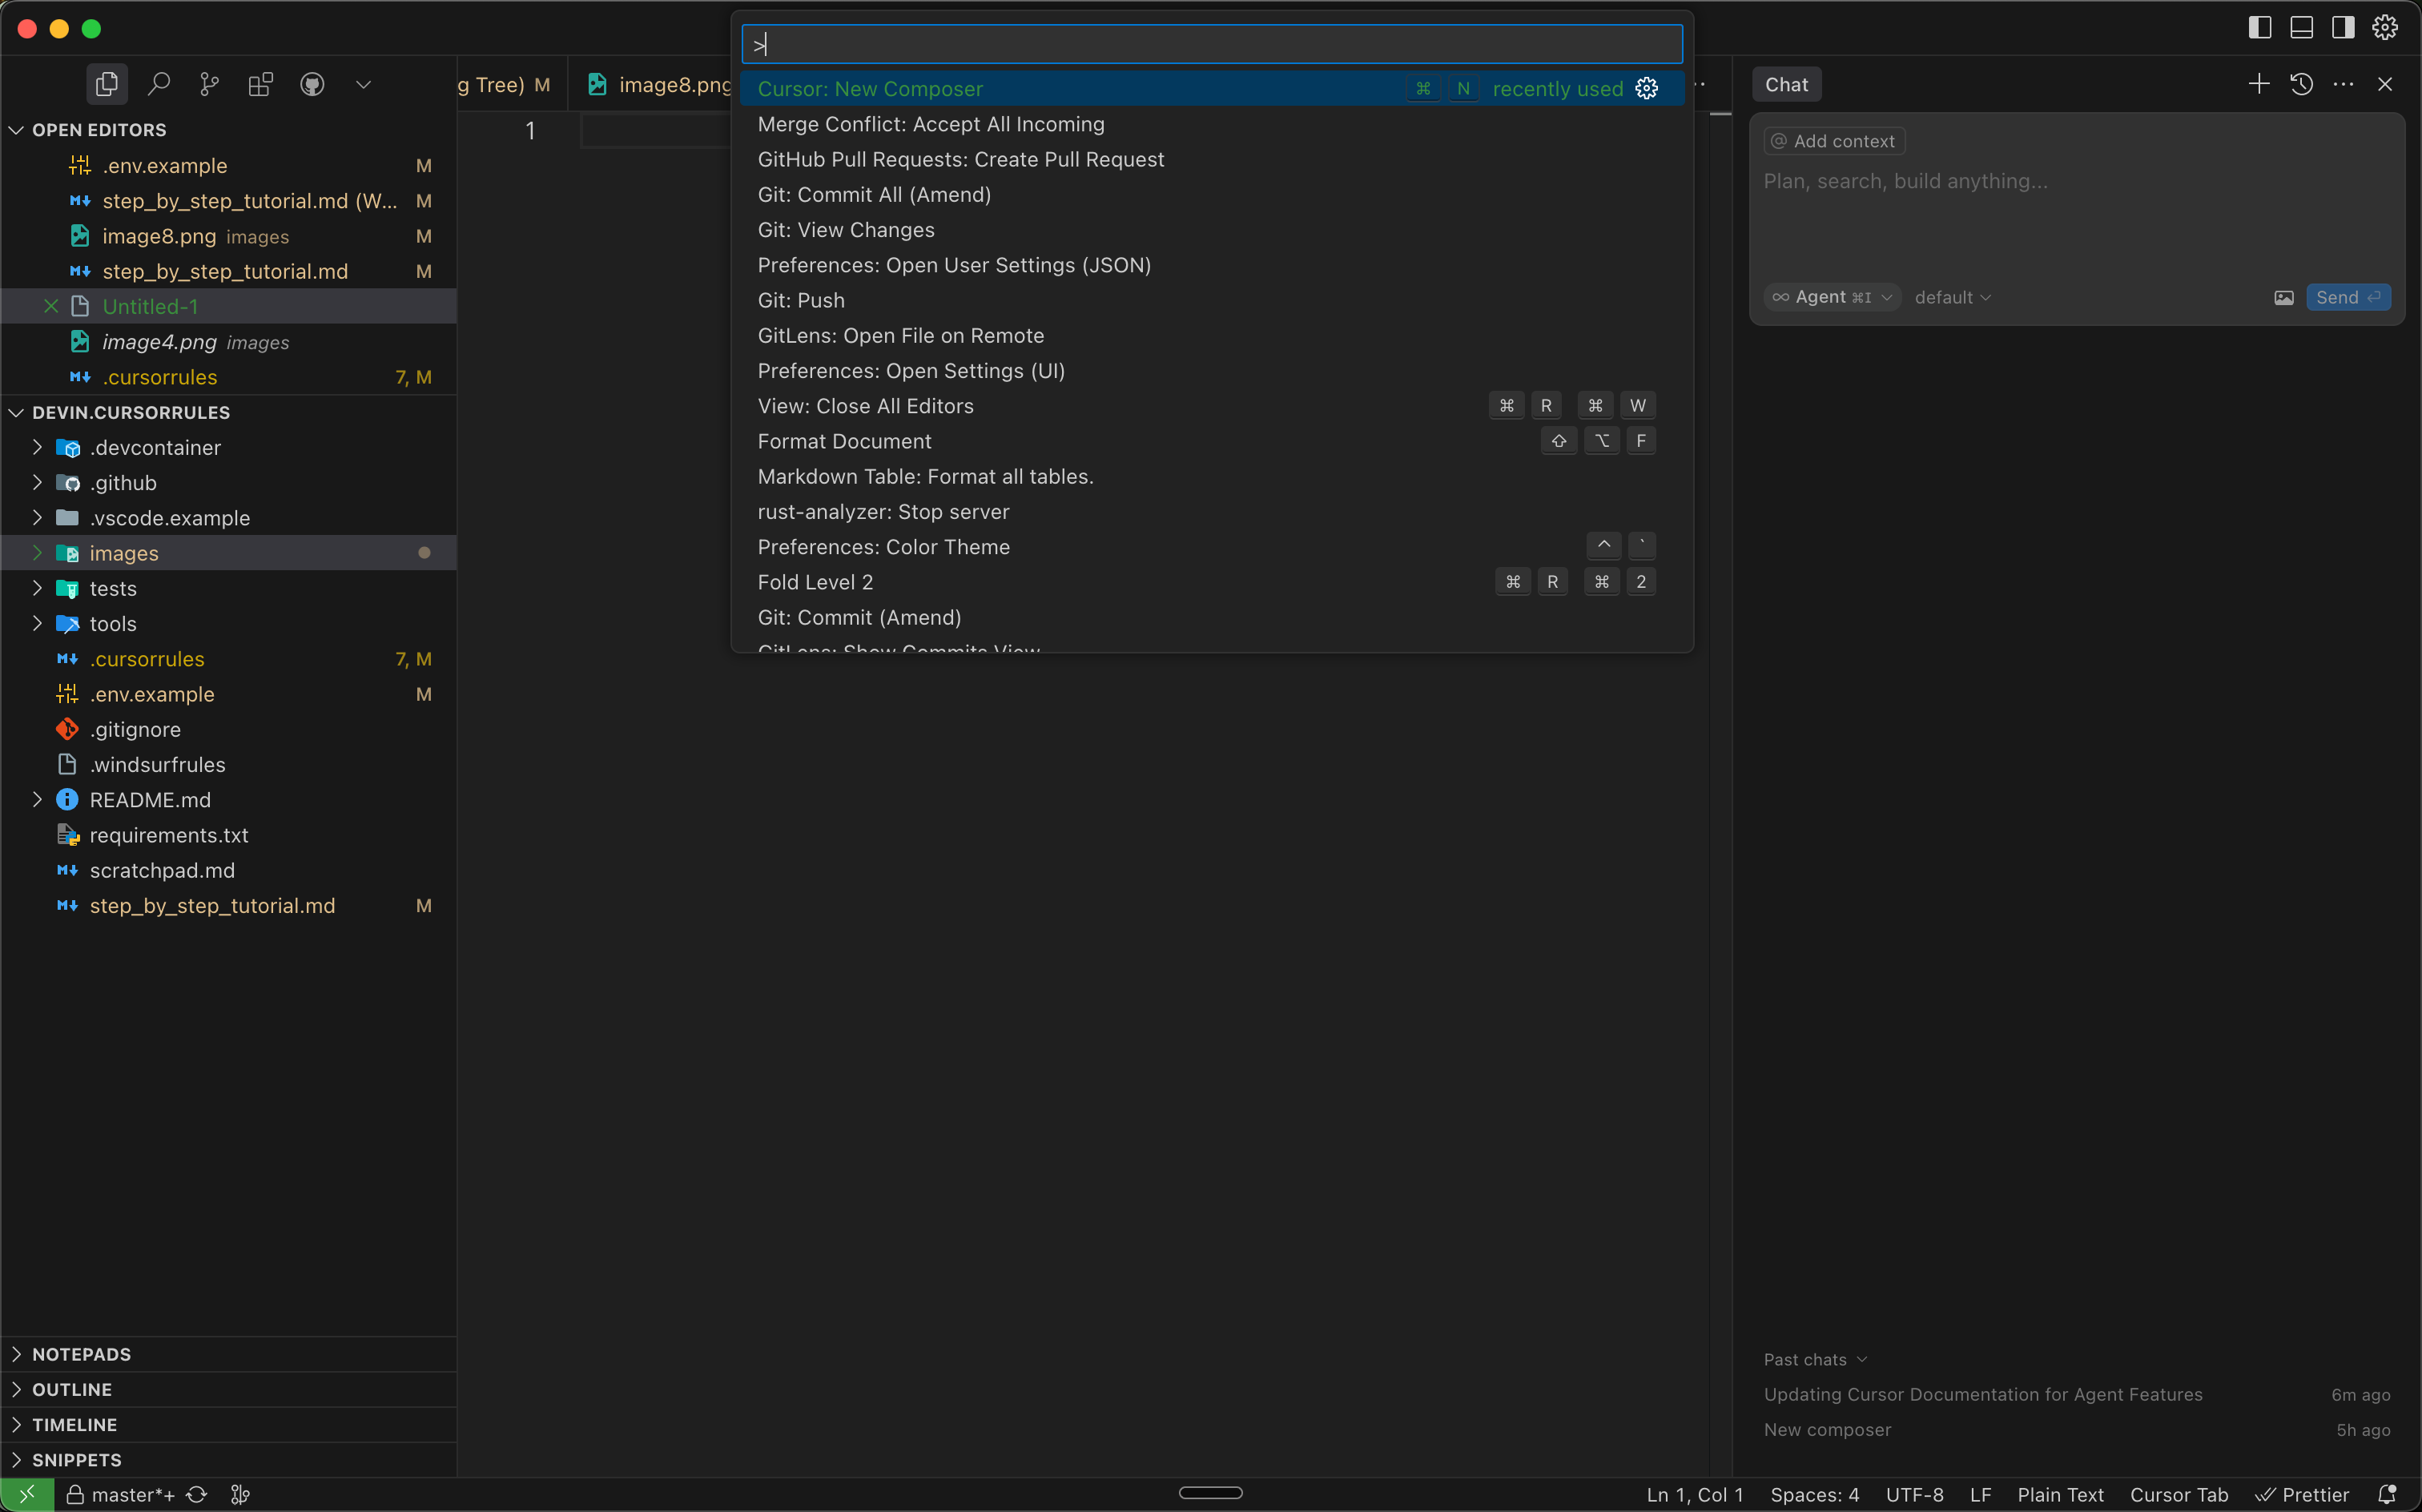 >
Cursor: New Composer ⌘ N recently used
Merge Conflict: Accept All Incoming
GitHub Pull Requests: Create Pull Request
Git: Commit All (Amend)
Git: View Changes
Preferences: Open User Settings (JSON)
Git: Push
GitLens: Open File on Remote
Preferences: Open Settings (UI)
View: Close All Editors ⌘ R ⌘ W
Format Document ⇧ ⌥ F
Markdown Table: Format all tables.
rust-analyzer: Stop server
Preferences: Color Theme ^ `
Fold Level 2 ⌘ R ⌘ 2
Git: Commit (Amend)
GitLens: Show Commits View
g Tree) M
image8.png
1
OPEN EDITORS
.env.example M
step_by_step_tutorial.md (W... M
image8.png images M
step_by_step_tutorial.md M
Untitled-1
image4.png images
.cursorrules 7, M
DEVIN.CURSORRULES
.devcontainer
.github
.vscode.example
images
tests
tools
.cursorrules 7, M
.env.example M
.gitignore
.windsurfrules
README.md
requirements.txt
scratchpad.md
step_by_step_tutorial.md M
NOTEPADS
OUTLINE
TIMELINE
SNIPPETS
Chat
@ Add context
Plan, search, build anything...
∞ Agent ⌘I default
Send ⏎
Past chats
Updating Cursor Documentation for Agent Features 6m ago
New composer 5h ago
master*+
Ln 1, Col 1 Spaces: 4 UTF-8 LF Plain Text Cursor Tab Prettier